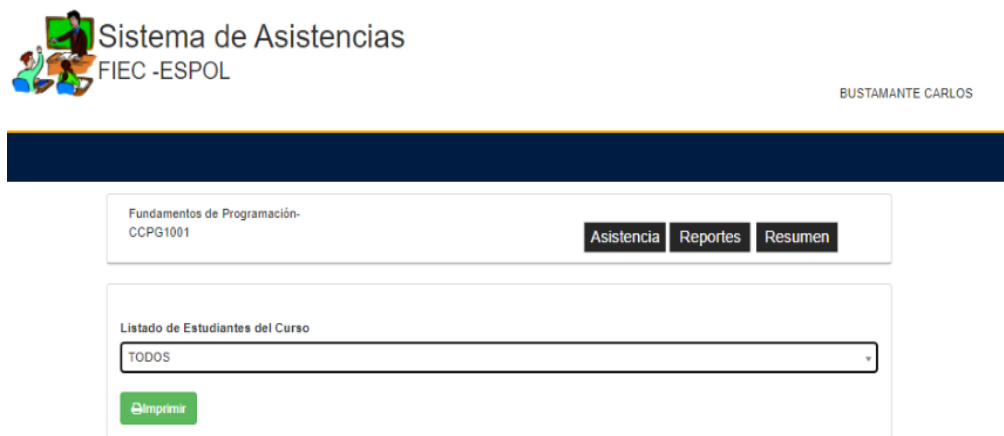 Sistema de Asistencias
FIEC -ESPOL
BUSTAMANTE CARLOS
Fundamentos de Programación-
CCPG1001
Asistencia Reportes Resumen
Listado de Estudiantes del Curso
TODOS
Imprimir